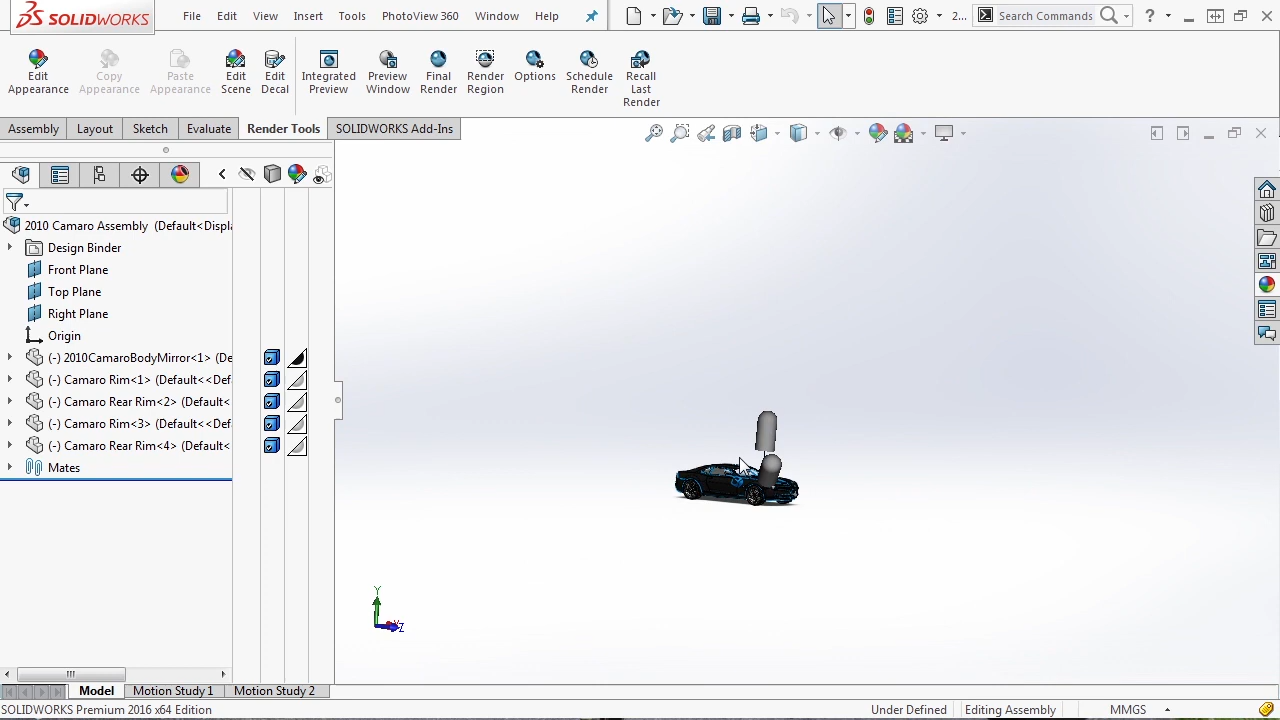 SOLIDWORKS File Edit View Insert Tools PhotoView 360 Window Help 2... Search Commands ?
Edit Appearance
Copy Appearance
Paste Appearance
Edit Scene
Edit Decal
Integrated Preview
Preview Window
Final Render
Render Region
Options
Schedule Render
Recall Last Render
Assembly Layout Sketch Evaluate Render Tools SOLIDWORKS Add-Ins
2010 Camaro Assembly (Default<Displ
Design Binder
Front Plane
Top Plane
Right Plane
Origin
(-) 2010CamaroBodyMirror<1> (De
(-) Camaro Rim<1> (Default<<Def
(-) Camaro Rear Rim<2> (Default<
(-) Camaro Rim<3> (Default<<Def
(-) Camaro Rear Rim<4> (Default<
Mates
Y
Z
Model Motion Study 1 Motion Study 2
SOLIDWORKS Premium 2016 x64 Edition Under Defined Editing Assembly MMGS